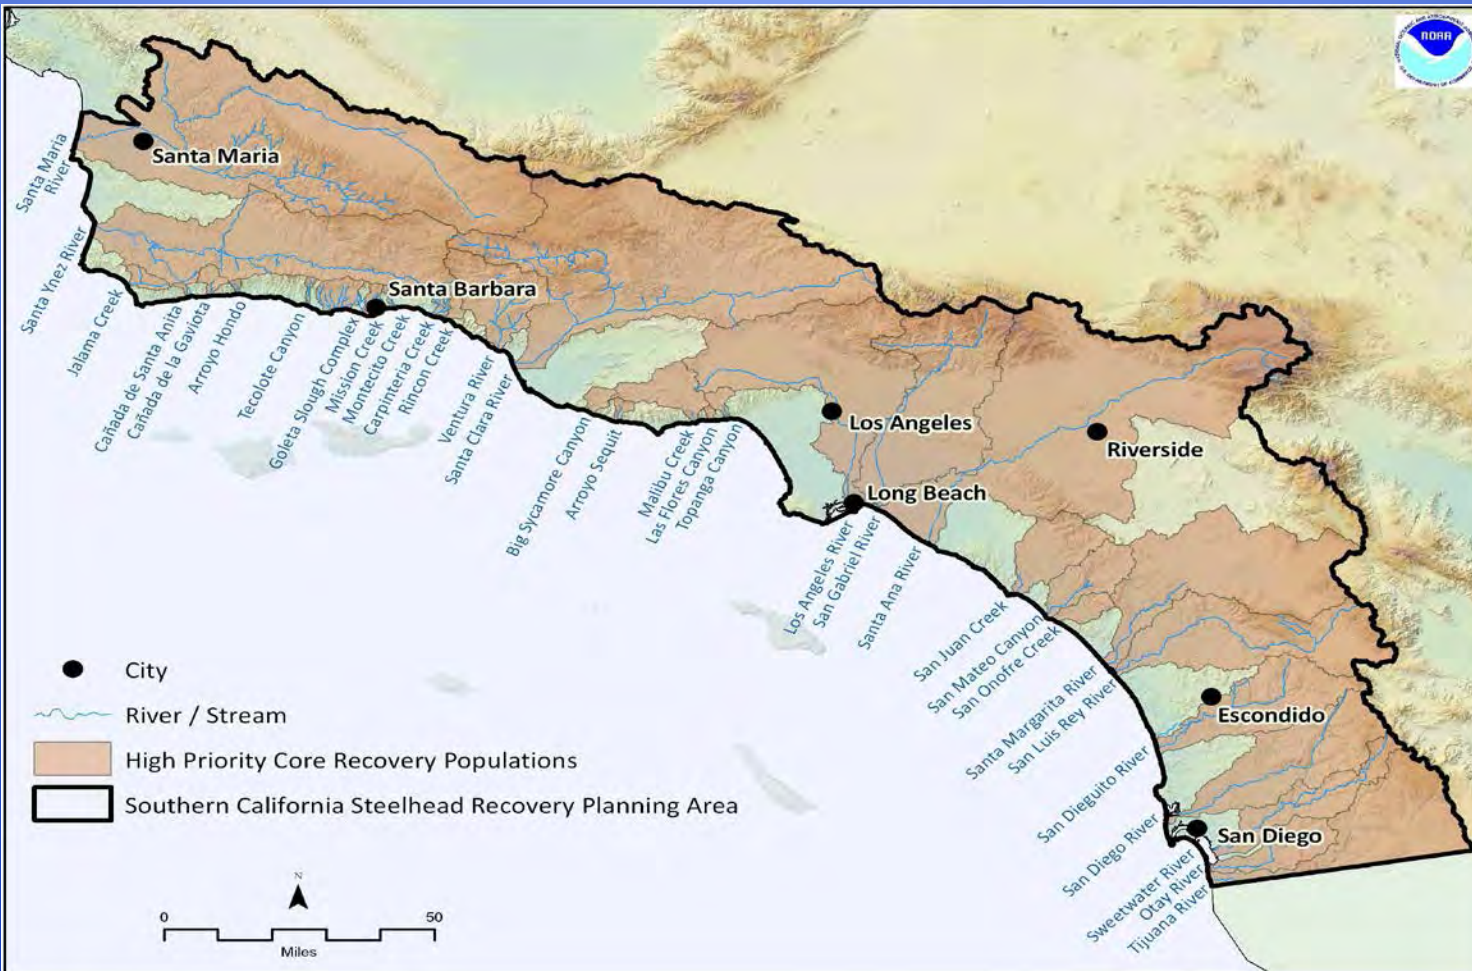 NOAA
Santa Maria
Santa Maria
River
Santa Ynez River
Santa Barbara
Jalama Creek
Cañada de Santa Anita
Cañada de la Gaviota
Arroyo Hondo
Tecolote Canyon
Goleta Slough Complex
Mission Creek
Montecito Creek
Carpinteria Creek
Rincon Creek
Ventura River
Santa Clara River
Big Sycamore Canyon
Arroyo Sequit
Malibu Creek
Las Flores Canyon
Topanga Canyon
Los Angeles
Riverside
Long Beach
Los Angeles River
San Gabriel River
Santa Ana River
San Juan Creek
San Mateo Canyon
San Onofre Creek
Santa Margarita River
San Luis Rey River
Escondido
San Dieguito River
San Diego River
San Diego
Sweetwater River
Otay River
Tijuana River
City
River / Stream
High Priority Core Recovery Populations
Southern California Steelhead Recovery Planning Area
N
0 50
Miles